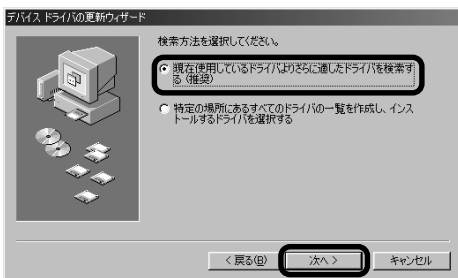 デバイス ドライバの更新ウィザード
検索方法を選択してください。
現在使用しているドライバよりさらに適したドライバを検索す
る(推奨)
特定の場所にあるすべてのドライバの一覧を作成し、インス
トールするドライバを選択する
< 戻る(B)
次へ >
キャンセル